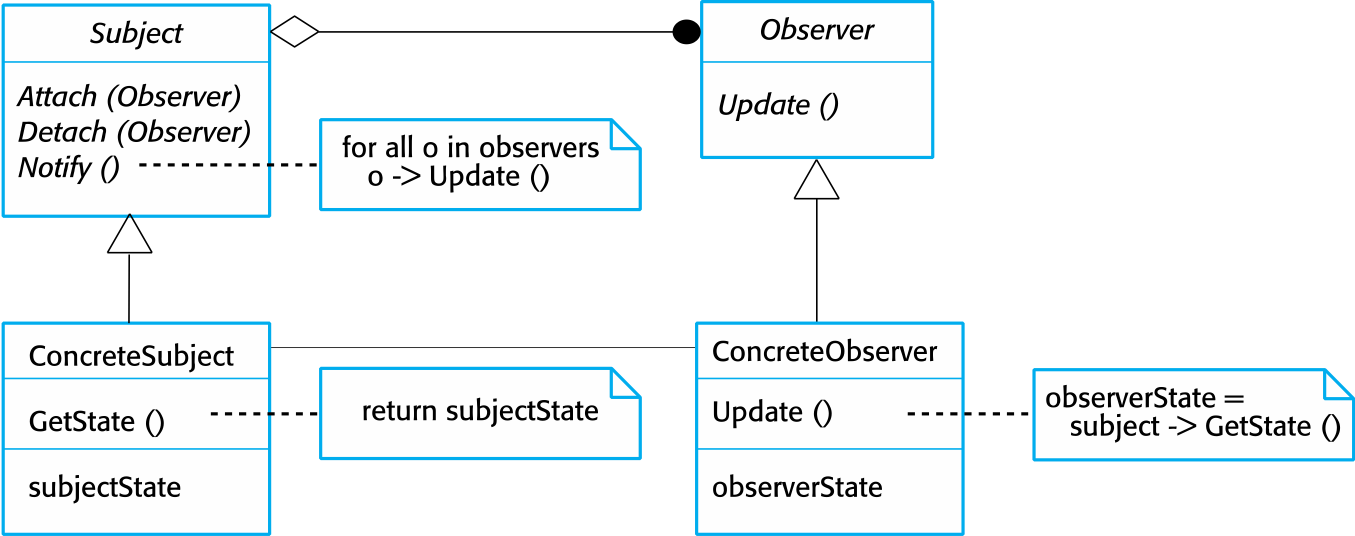 Subject
Attach (Observer)
Detach (Observer)
Notify ()
for all o in observers
o -> Update ()
Observer
Update ()
ConcreteSubject
GetState ()
subjectState
return subjectState
ConcreteObserver
Update ()
observerState
observerState =
subject -> GetState ()